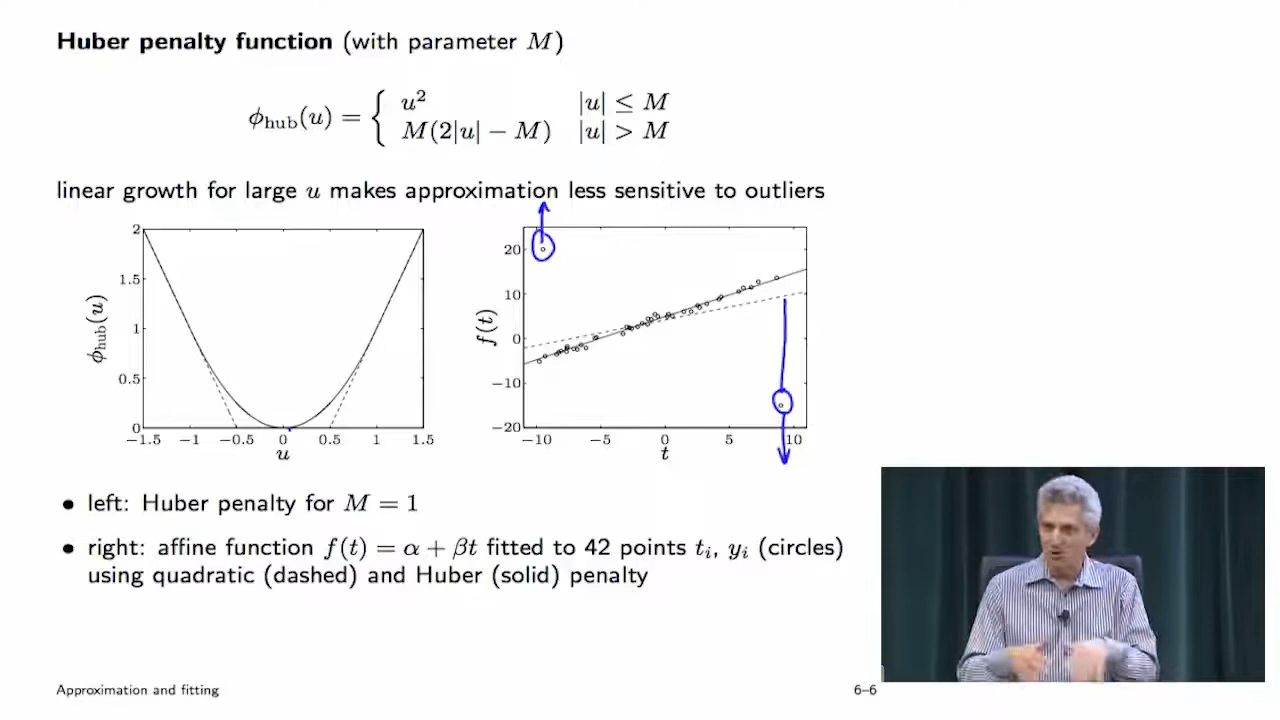 Huber penalty function (with parameter M)
ϕhub(u) = { u² |u| ≤ M
M(2|u| − M) |u| > M
linear growth for large u makes approximation less sensitive to outliers
2
1.5
1
0.5
0
ϕhub(u)
−1.5 −1 −0.5 0 0.5 1 1.5
u
20
10
0
−10
−20
f(t)
−10 −5 0 5 10
t
• left: Huber penalty for M = 1
• right: affine function f(t) = α + βt fitted to 42 points tᵢ, yᵢ (circles)
using quadratic (dashed) and Huber (solid) penalty
Approximation and fitting 6–6